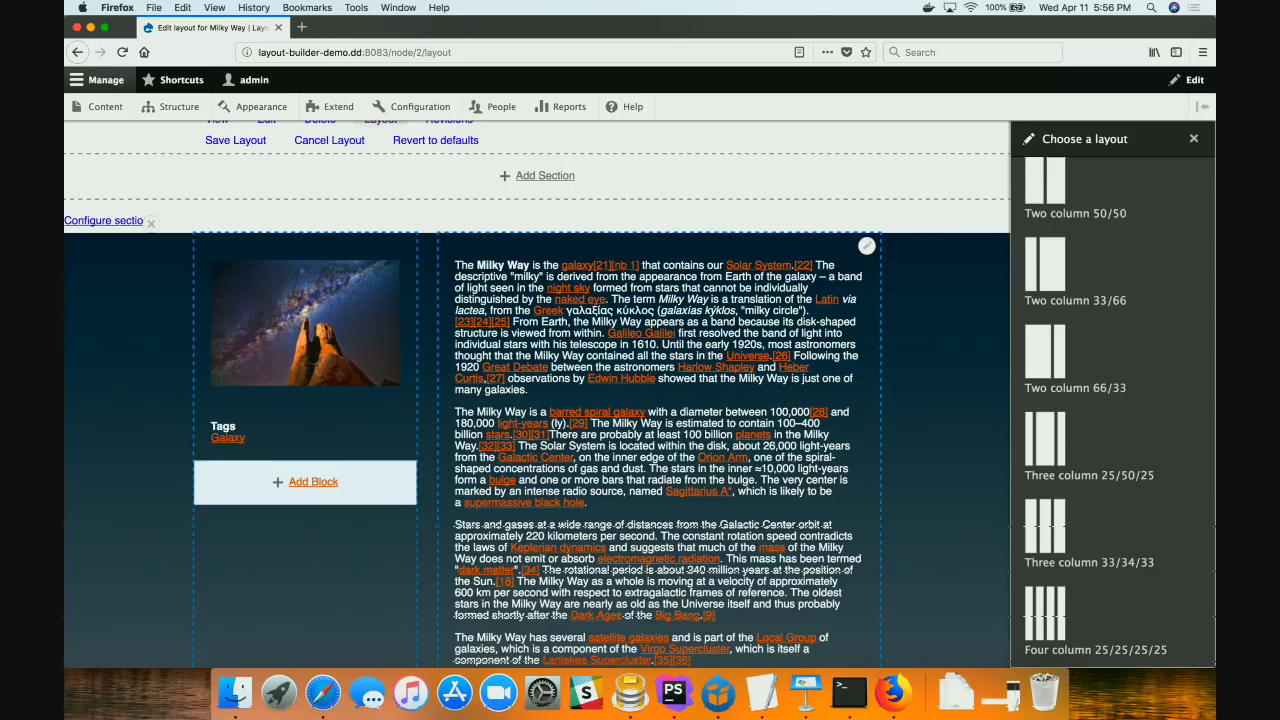 Firefox File Edit View History Bookmarks Tools Window Help 100% Wed Apr 11 5:56 PM
Edit layout for Milky Way | Layo
layout-builder-demo.dd:8083/node/2/layout Search
Manage Shortcuts admin Edit
Content Structure Appearance Extend Configuration People Reports Help
View Edit Delete Layout Revisions
Save Layout Cancel Layout Revert to defaults
Add Section
Configure sectio
The Milky Way is the galaxy[21][nb 1] that contains our Solar System.[22] The
descriptive "milky" is derived from the appearance from Earth of the galaxy – a band
of light seen in the night sky formed from stars that cannot be individually
distinguished by the naked eye. The term Milky Way is a translation of the Latin via
lactea, from the Greek γαλαξίας κύκλος (galaxías kýklos, "milky circle").
[23][24][25] From Earth, the Milky Way appears as a band because its disk-shaped
structure is viewed from within. Galileo Galilei first resolved the band of light into
individual stars with his telescope in 1610. Until the early 1920s, most astronomers
thought that the Milky Way contained all the stars in the Universe.[26] Following the
1920 Great Debate between the astronomers Harlow Shapley and Heber
Curtis,[27] observations by Edwin Hubble showed that the Milky Way is just one of
many galaxies.
The Milky Way is a barred spiral galaxy with a diameter between 100,000[28] and
180,000 light-years (ly).[29] The Milky Way is estimated to contain 100–400
billion stars.[30][31]There are probably at least 100 billion planets in the Milky
Way.[32][33] The Solar System is located within the disk, about 26,000 light-years
from the Galactic Center, on the inner edge of the Orion Arm, one of the spiral-
shaped concentrations of gas and dust. The stars in the inner ≈10,000 light-years
form a bulge and one or more bars that radiate from the bulge. The very center is
marked by an intense radio source, named Sagittarius A*, which is likely to be
a supermassive black hole.
Stars and gases at a wide range of distances from the Galactic Center orbit at
approximately 220 kilometers per second. The constant rotation speed contradicts
the laws of Keplerian dynamics and suggests that much of the mass of the Milky
Way does not emit or absorb electromagnetic radiation. This mass has been termed
"dark matter".[34] The rotational period is about 240 million years at the position of
the Sun.[18] The Milky Way as a whole is moving at a velocity of approximately
600 km per second with respect to extragalactic frames of reference. The oldest
stars in the Milky Way are nearly as old as the Universe itself and thus probably
formed shortly after the Dark Ages of the Big Bang.[9]
The Milky Way has several satellite galaxies and is part of the Local Group of
galaxies, which is a component of the Virgo Supercluster, which is itself a
component of the Laniakea Supercluster.[35][36]
Tags
Galaxy
Add Block
Choose a layout
Two column 50/50
Two column 33/66
Two column 66/33
Three column 25/50/25
Three column 33/34/33
Four column 25/25/25/25
S
PS
>_